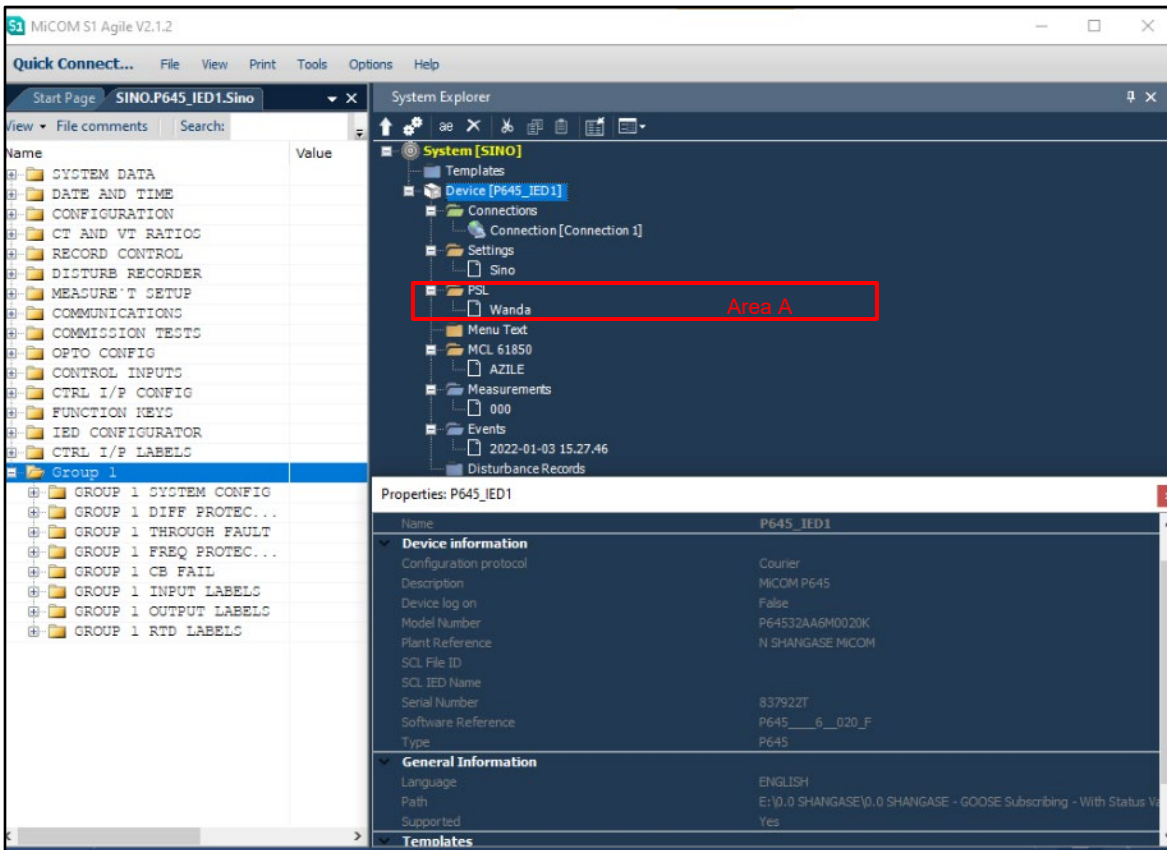 S1 MiCOM S1 Agile V2.1.2
Quick Connect... File View Print Tools Options Help
Start Page SINO.P645_IED1.Sino
View File comments Search:
Name Value
SYSTEM DATA
DATE AND TIME
CONFIGURATION
CT AND VT RATIOS
RECORD CONTROL
DISTURB RECORDER
MEASURE'T SETUP
COMMUNICATIONS
COMMISSION TESTS
OPTO CONFIG
CONTROL INPUTS
CTRL I/P CONFIG
FUNCTION KEYS
IED CONFIGURATOR
CTRL I/P LABELS
Group 1
GROUP 1 SYSTEM CONFIG
GROUP 1 DIFF PROTEC...
GROUP 1 THROUGH FAULT
GROUP 1 FREQ PROTEC...
GROUP 1 CB FAIL
GROUP 1 INPUT LABELS
GROUP 1 OUTPUT LABELS
GROUP 1 RTD LABELS
System Explorer
System [SINO]
Templates
Device [P645_IED1]
Connections
Connection [Connection 1]
Settings
Sino
PSL
Wanda Area A
Menu Text
MCL 61850
AZILE
Measurements
000
Events
2022-01-03 15.27.46
Disturbance Records
Properties: P645_IED1
Name P645_IED1
Device information
Configuration protocol Courier
Description MiCOM P645
Device log on False
Model Number P64532AA6M0020K
Plant Reference N SHANGASE MiCOM
SCL File ID
SCL IED Name
Serial Number 837922T
Software Reference P645____6__020_F
Type P645
General Information
Language ENGLISH
Path E:\0.0 SHANGASE\0.0 SHANGASE - GOOSE Subscribing - With Status Va
Supported Yes
Templates